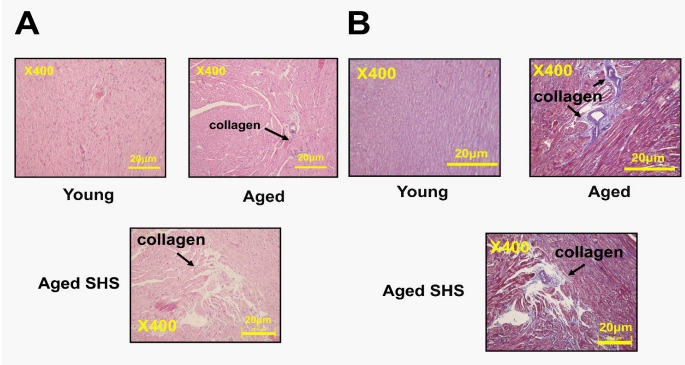 A
B
X400
20μm
X400
collagen
20μm
X400
20μm
X400
collagen
20μm
Young
Aged
Young
Aged
collagen
Aged SHS
X400
20μm
X400
collagen
Aged SHS
20μm